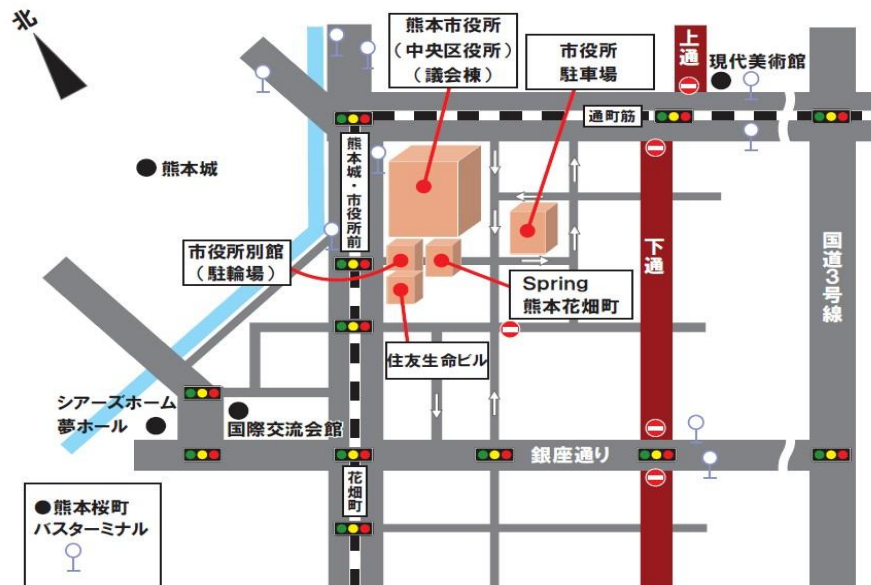 北
熊本市役所
（中央区役所）
（議会棟）
市役所
駐車場
上通
現代美術館
通町筋
熊本城
熊本城・市役所前
市役所別館
（駐輪場）
Spring
熊本花畑町
住友生命ビル
下通
国道３号線
シアーズホーム
夢ホール
国際交流会館
銀座通り
花畑町
熊本桜町
バスターミナル